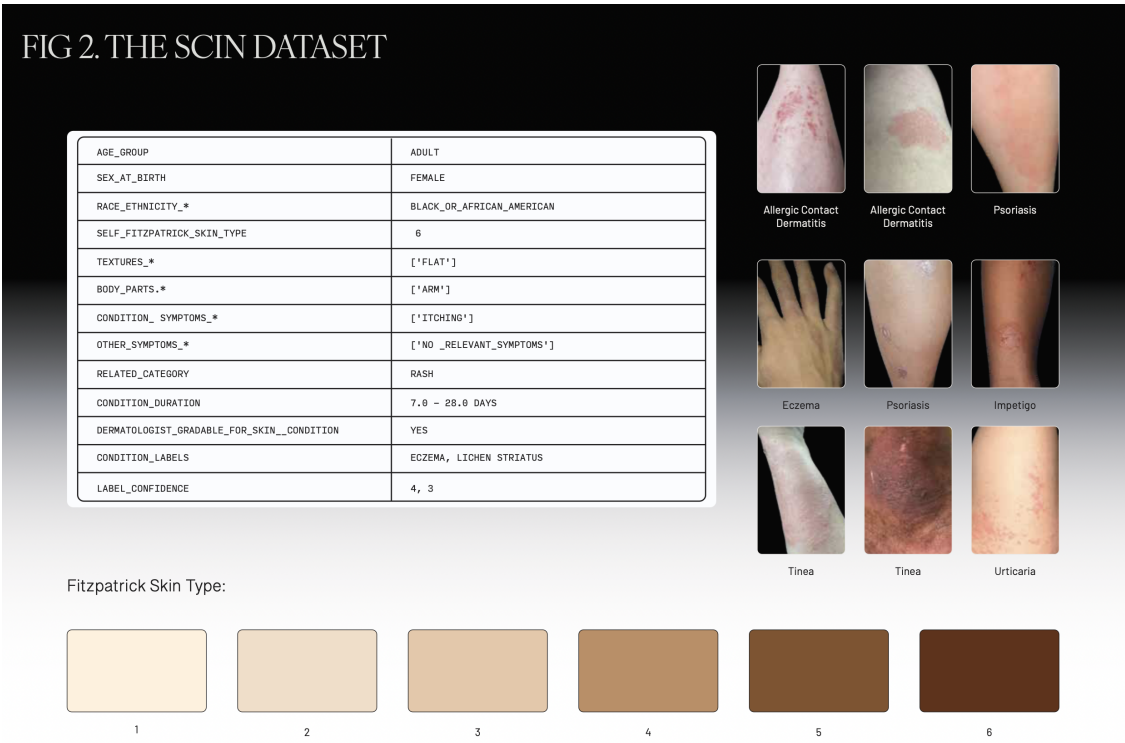 FIG 2. THE SCIN DATASET
AGE_GROUP ADULT
SEX_AT_BIRTH FEMALE
RACE_ETHNICITY_* BLACK_OR_AFRICAN_AMERICAN
SELF_FITZPATRICK_SKIN_TYPE 6
TEXTURES_* ['FLAT']
BODY_PARTS.* ['ARM']
CONDITION_ SYMPTOMS_* ['ITCHING']
OTHER_SYMPTOMS_* ['NO _RELEVANT_SYMPTOMS']
RELATED_CATEGORY RASH
CONDITION_DURATION 7.0 – 28.0 DAYS
DERMATOLOGIST_GRADABLE_FOR_SKIN__CONDITION YES
CONDITION_LABELS ECZEMA, LICHEN STRIATUS
LABEL_CONFIDENCE 4, 3
Allergic Contact
Dermatitis
Allergic Contact
Dermatitis
Psoriasis
Eczema
Psoriasis
Impetigo
Tinea
Tinea
Urticaria
Fitzpatrick Skin Type:
1
2
3
4
5
6